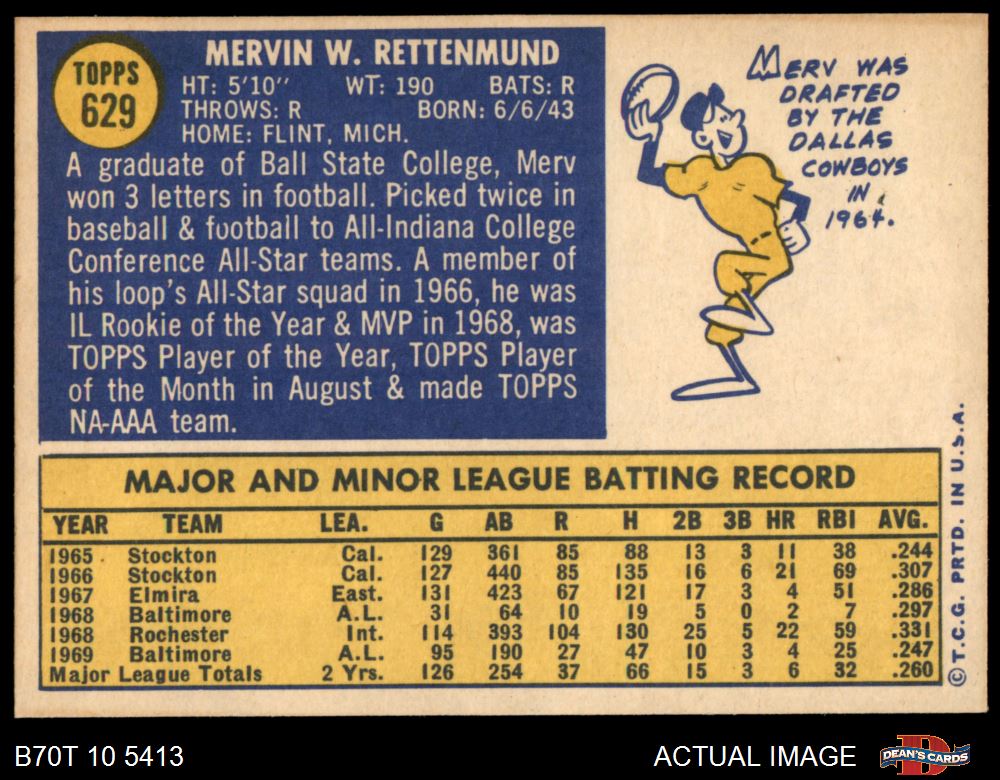 TOPPS
629
MERVIN W. RETTENMUND
HT: 5'10" WT: 190 BATS: R
THROWS: R BORN: 6/6/43
HOME: FLINT, MICH.
A graduate of Ball State College, Merv
won 3 letters in football. Picked twice in
baseball & football to All-Indiana College
Conference All-Star teams. A member of
his loop's All-Star squad in 1966, he was
IL Rookie of the Year & MVP in 1968, was
TOPPS Player of the Year, TOPPS Player
of the Month in August & made TOPPS
NA-AAA team.
MERV WAS
DRAFTED
BY THE
DALLAS
COWBOYS
IN
1964.
MAJOR AND MINOR LEAGUE BATTING RECORD
YEAR TEAM LEA. G AB R H 2B 3B HR RBI AVG.
1965 Stockton Cal. 129 361 85 88 13 3 11 38 .244
1966 Stockton Cal. 127 440 85 135 16 6 21 69 .307
1967 Elmira East. 131 423 67 121 17 3 4 51 .286
1968 Baltimore A.L. 31 64 10 19 5 0 2 7 .297
1968 Rochester Int. 114 393 104 130 25 5 22 59 .331
1969 Baltimore A.L. 95 190 27 47 10 3 4 25 .247
Major League Totals 2 Yrs. 126 254 37 66 15 3 6 32 .260
© T.C.G. PRTD. IN U.S.A.
B70T 10 5413
ACTUAL IMAGE
DEAN'S CARDS